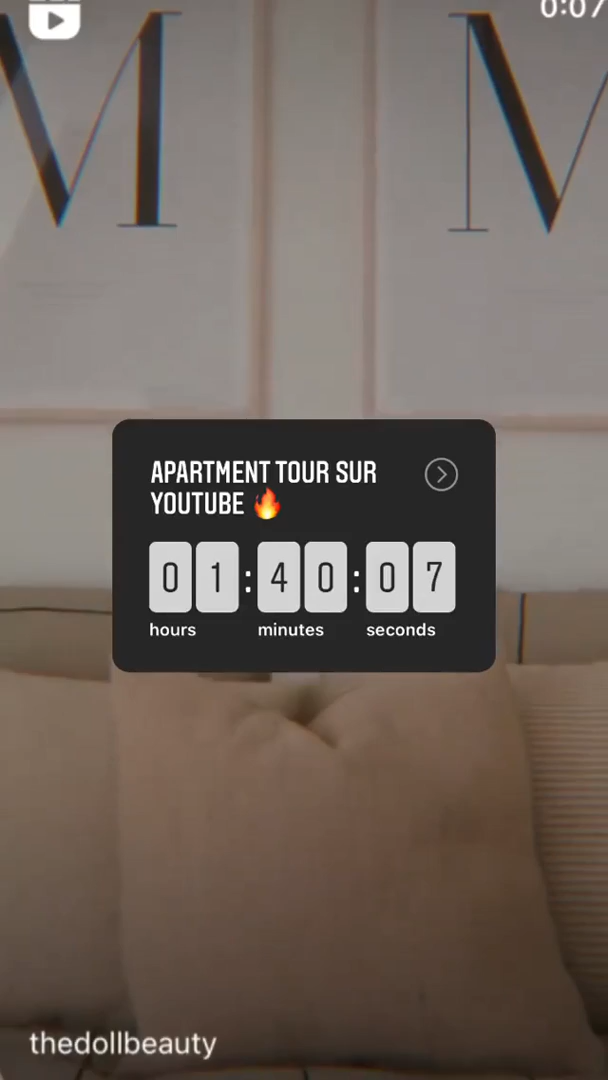 0:07
M M
APARTMENT TOUR SUR
YOUTUBE 🔥
01:40:07
hours minutes seconds
thedollbeauty